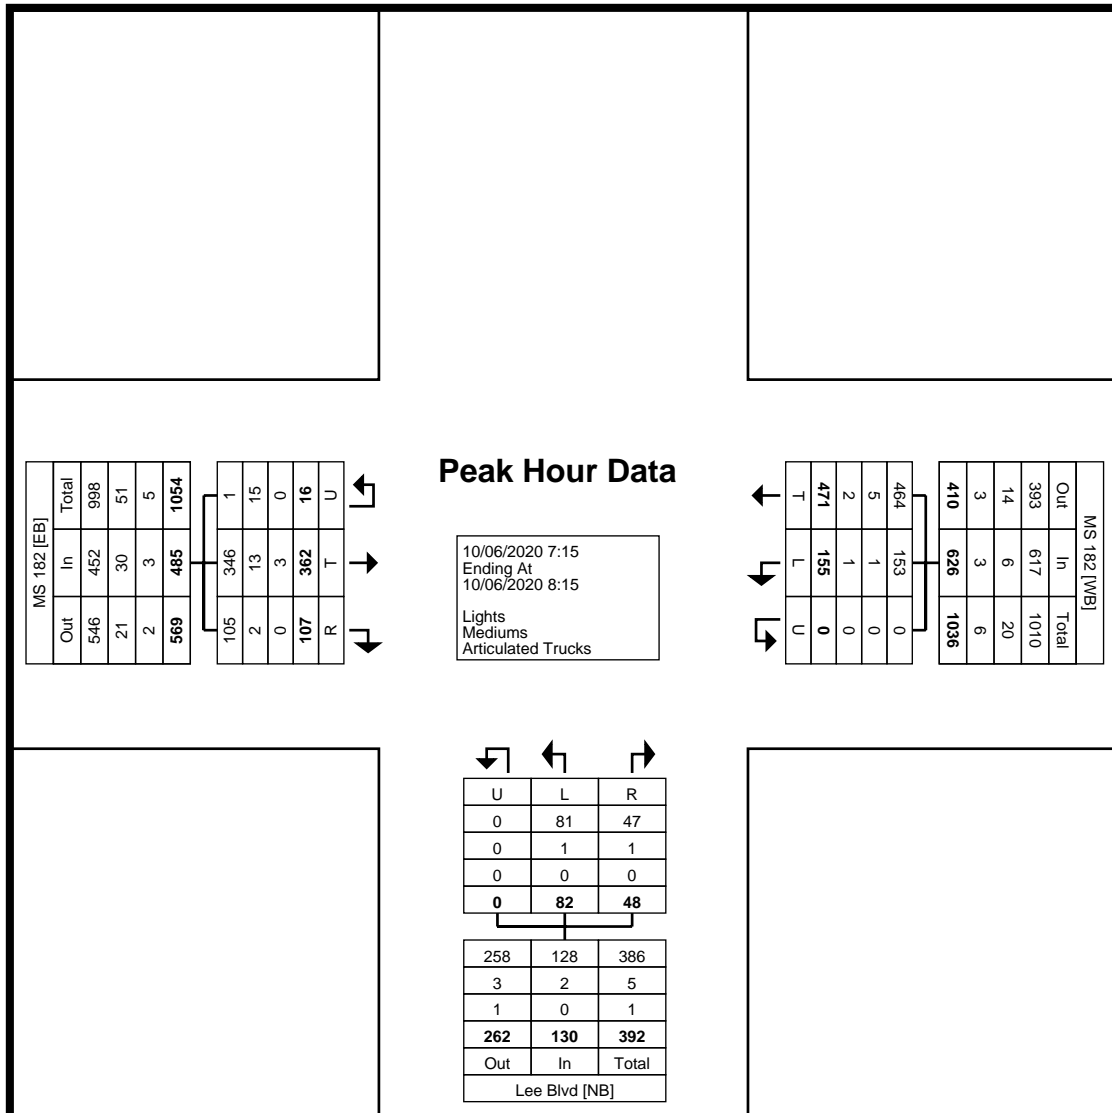 Peak Hour Data
10/06/2020 7:15
Ending At
10/06/2020 8:15
Lights
Mediums
Articulated Trucks
MS 182 [EB]
Total In Out
998 452 546
51 30 21
5 3 2
1054 485 569
1 346 105
15 13 2
0 3 0
16 362 107
U T R
MS 182 [WB]
Out In Total
393 617 1010
14 6 20
3 3 6
410 626 1036
464 153 0
5 1 0
2 1 0
471 155 0
T L U
U L R
0 81 47
0 1 1
0 0 0
0 82 48
258 128 386
3 2 5
1 0 1
262 130 392
Out In Total
Lee Blvd [NB]